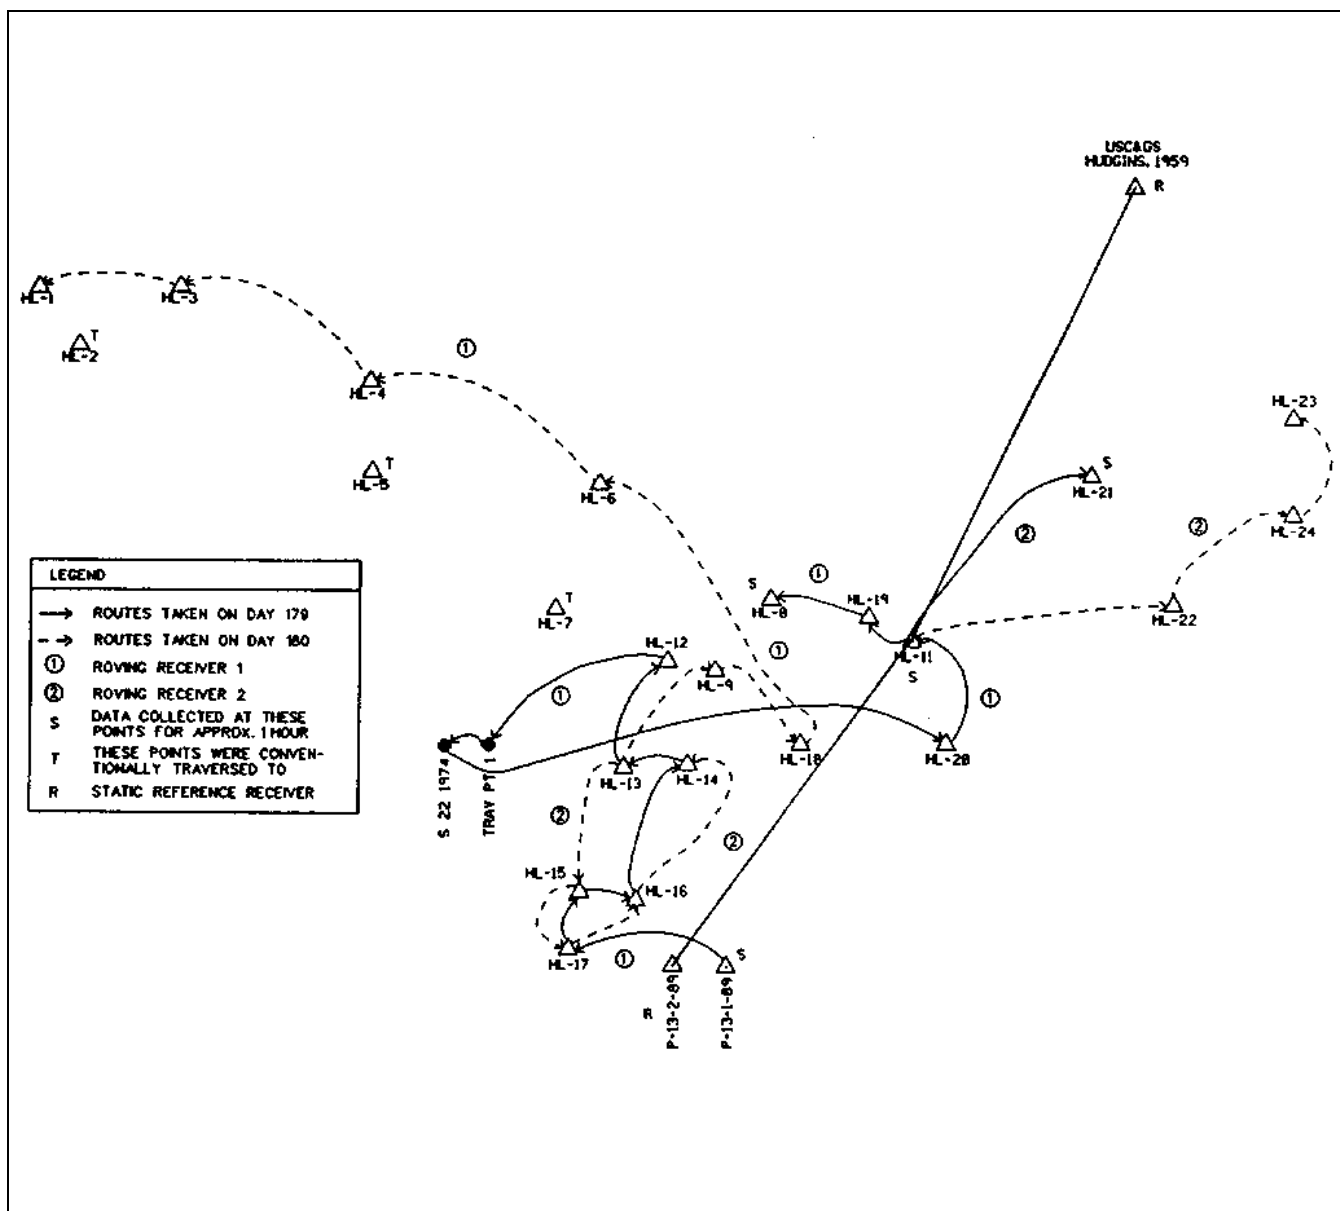 USC&GS
HUDGINS, 1959
R
HL-1
HL-3
T
HL-2
1
HL-4
HL-23
T
HL-5
HL-6
S
HL-21
2
2
HL-24
LEGEND
ROUTES TAKEN ON DAY 179
ROUTES TAKEN ON DAY 180
1 ROVING RECEIVER 1
2 ROVING RECEIVER 2
S DATA COLLECTED AT THESE
POINTS FOR APPROX. 1 HOUR
T THESE POINTS WERE CONVEN-
TIONALLY TRAVERSED TO
R STATIC REFERENCE RECEIVER
T
HL-7
S
HL-8
1
HL-19
HL-22
HL-11
S
HL-12
HL-9
1
1
1
HL-18
HL-20
S 22 1974
TRAV PT 1
HL-13
HL-14
2
2
HL-15
HL-16
HL-17
1
S
R
P-13-2-89
P-13-1-89